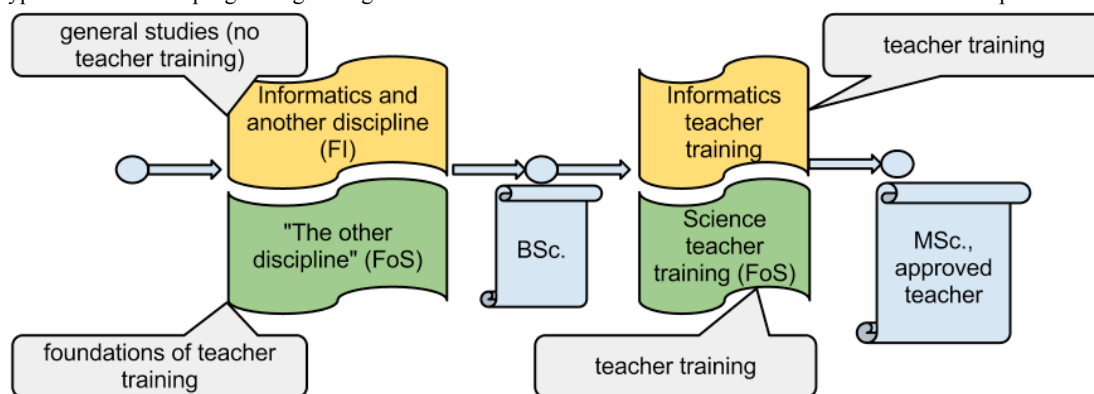 general studies (no
teacher training)
teacher training
Informatics and
another discipline
(FI)
Informatics
teacher
training
"The other
discipline" (FoS)
BSc.
Science
teacher
training (FoS)
MSc.,
approved
teacher
foundations of teacher
training
teacher training